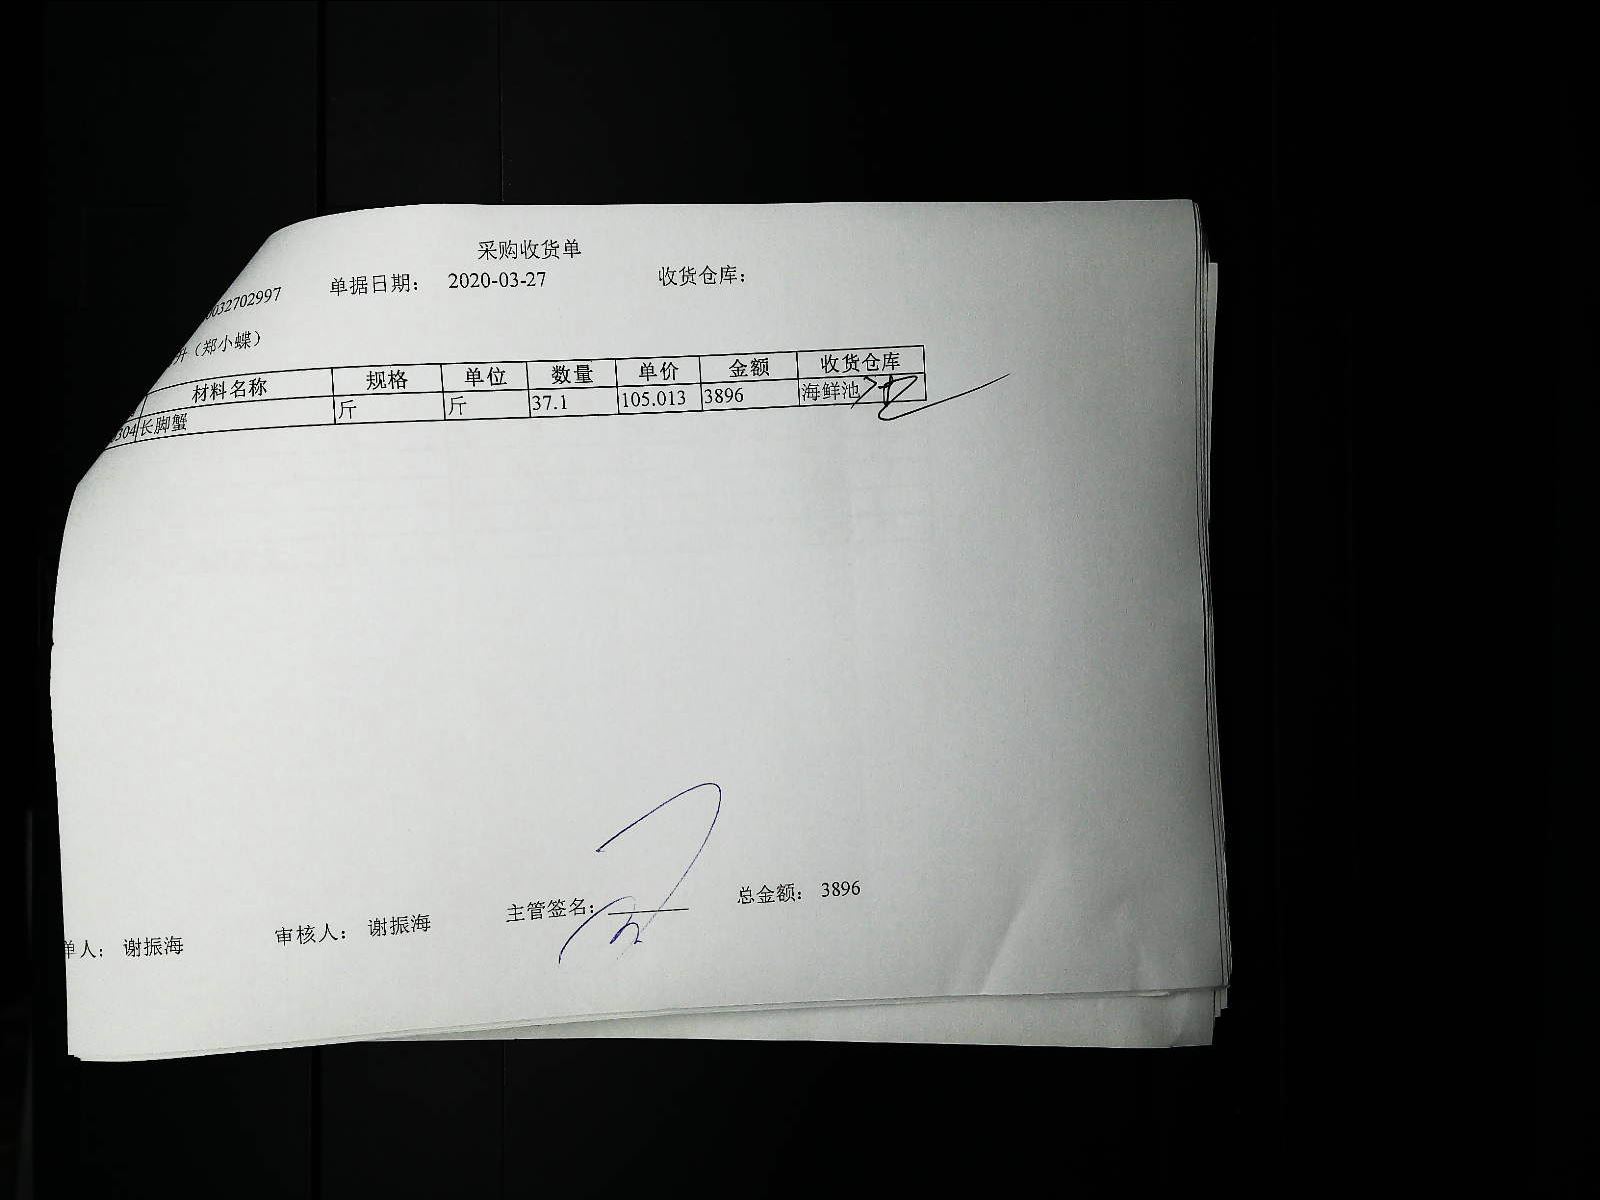 采购收货单
032702997 单据日期： 2020-03-27 收货仓库：
升（郑小蝶）
材料名称 规格 单位 数量 单价 金额 收货仓库
304 长脚蟹 斤 斤 37.1 105.013 3896 海鲜池
单人： 谢振海 审核人： 谢振海 主管签名： 总金额： 3896